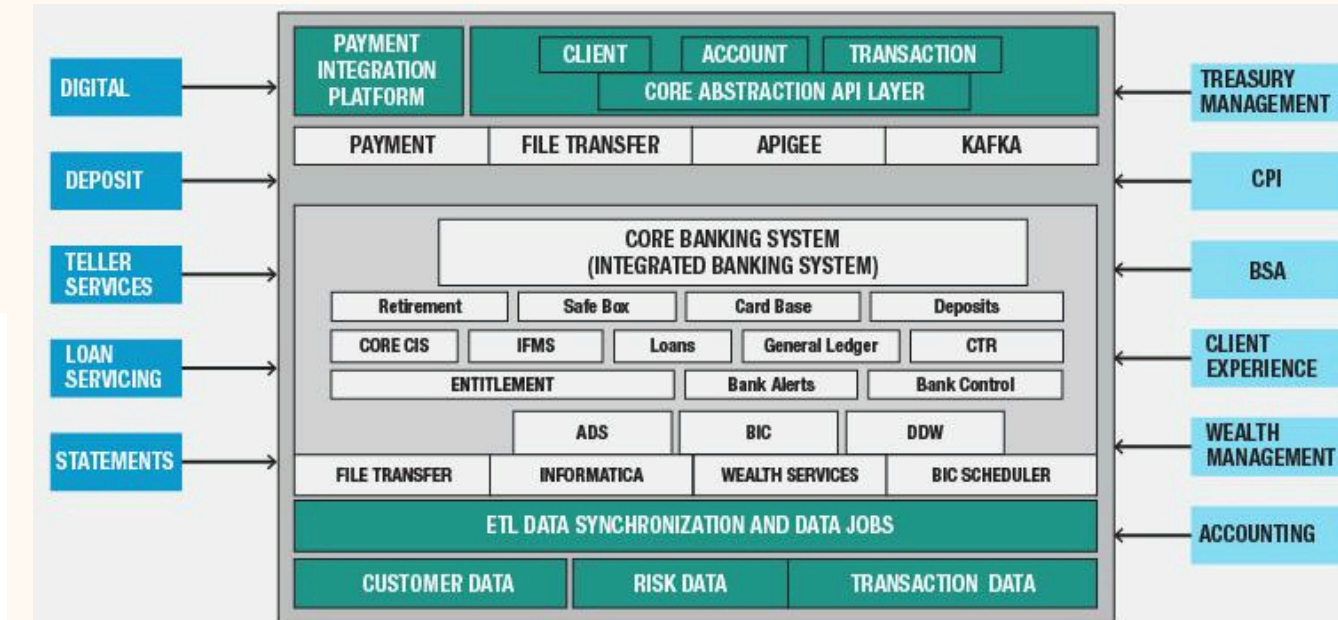 DIGITAL
DEPOSIT
TELLER
SERVICES
LOAN
SERVICING
STATEMENTS
PAYMENT
INTEGRATION
PLATFORM
CLIENT
ACCOUNT
TRANSACTION
CORE ABSTRACTION API LAYER
PAYMENT
FILE TRANSFER
APIGEE
KAFKA
CORE BANKING SYSTEM
(INTEGRATED BANKING SYSTEM)
Retirement
Safe Box
Card Base
Deposits
CORE CIS
IFMS
Loans
General Ledger
CTR
ENTITLEMENT
Bank Alerts
Bank Control
ADS
BIC
DDW
FILE TRANSFER
INFORMATICA
WEALTH SERVICES
BIC SCHEDULER
ETL DATA SYNCHRONIZATION AND DATA JOBS
CUSTOMER DATA
RISK DATA
TRANSACTION DATA
TREASURY
MANAGEMENT
CPI
BSA
CLIENT
EXPERIENCE
WEALTH
MANAGEMENT
ACCOUNTING